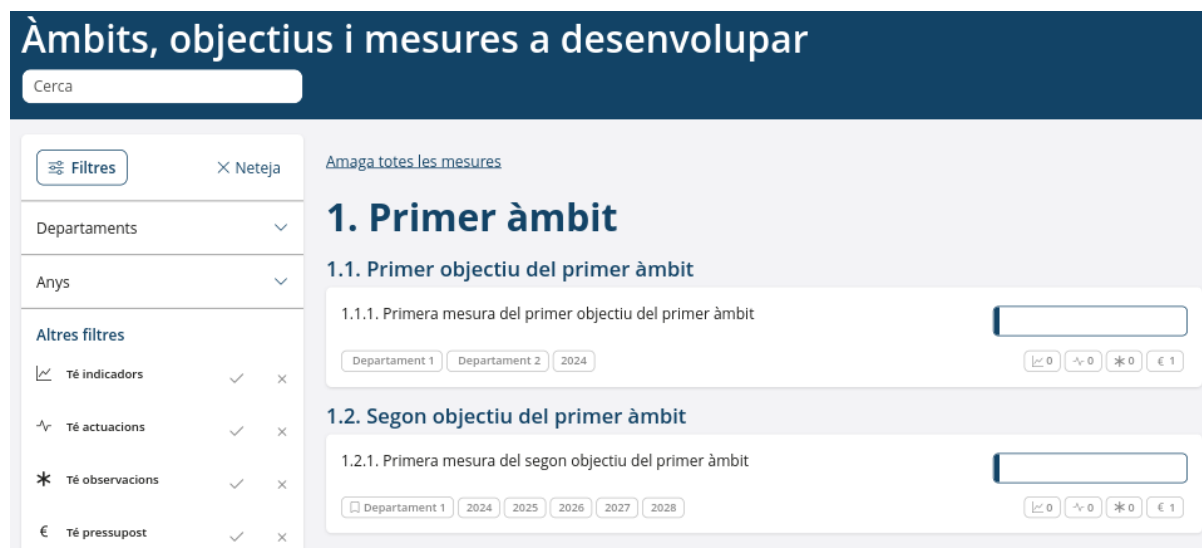 Àmbits, objectius i mesures a desenvolupar
Cerca
Filtres
Neteja
Departaments
Anys
Altres filtres
Té indicadors
Té actuacions
Té observacions
€ Té pressupost
Amaga totes les mesures
1. Primer àmbit
1.1. Primer objectiu del primer àmbit
1.1.1. Primera mesura del primer objectiu del primer àmbit
Departament 1 Departament 2 2024
0 0 0 € 1
1.2. Segon objectiu del primer àmbit
1.2.1. Primera mesura del segon objectiu del primer àmbit
Departament 1 2024 2025 2026 2027 2028
0 0 0 € 1